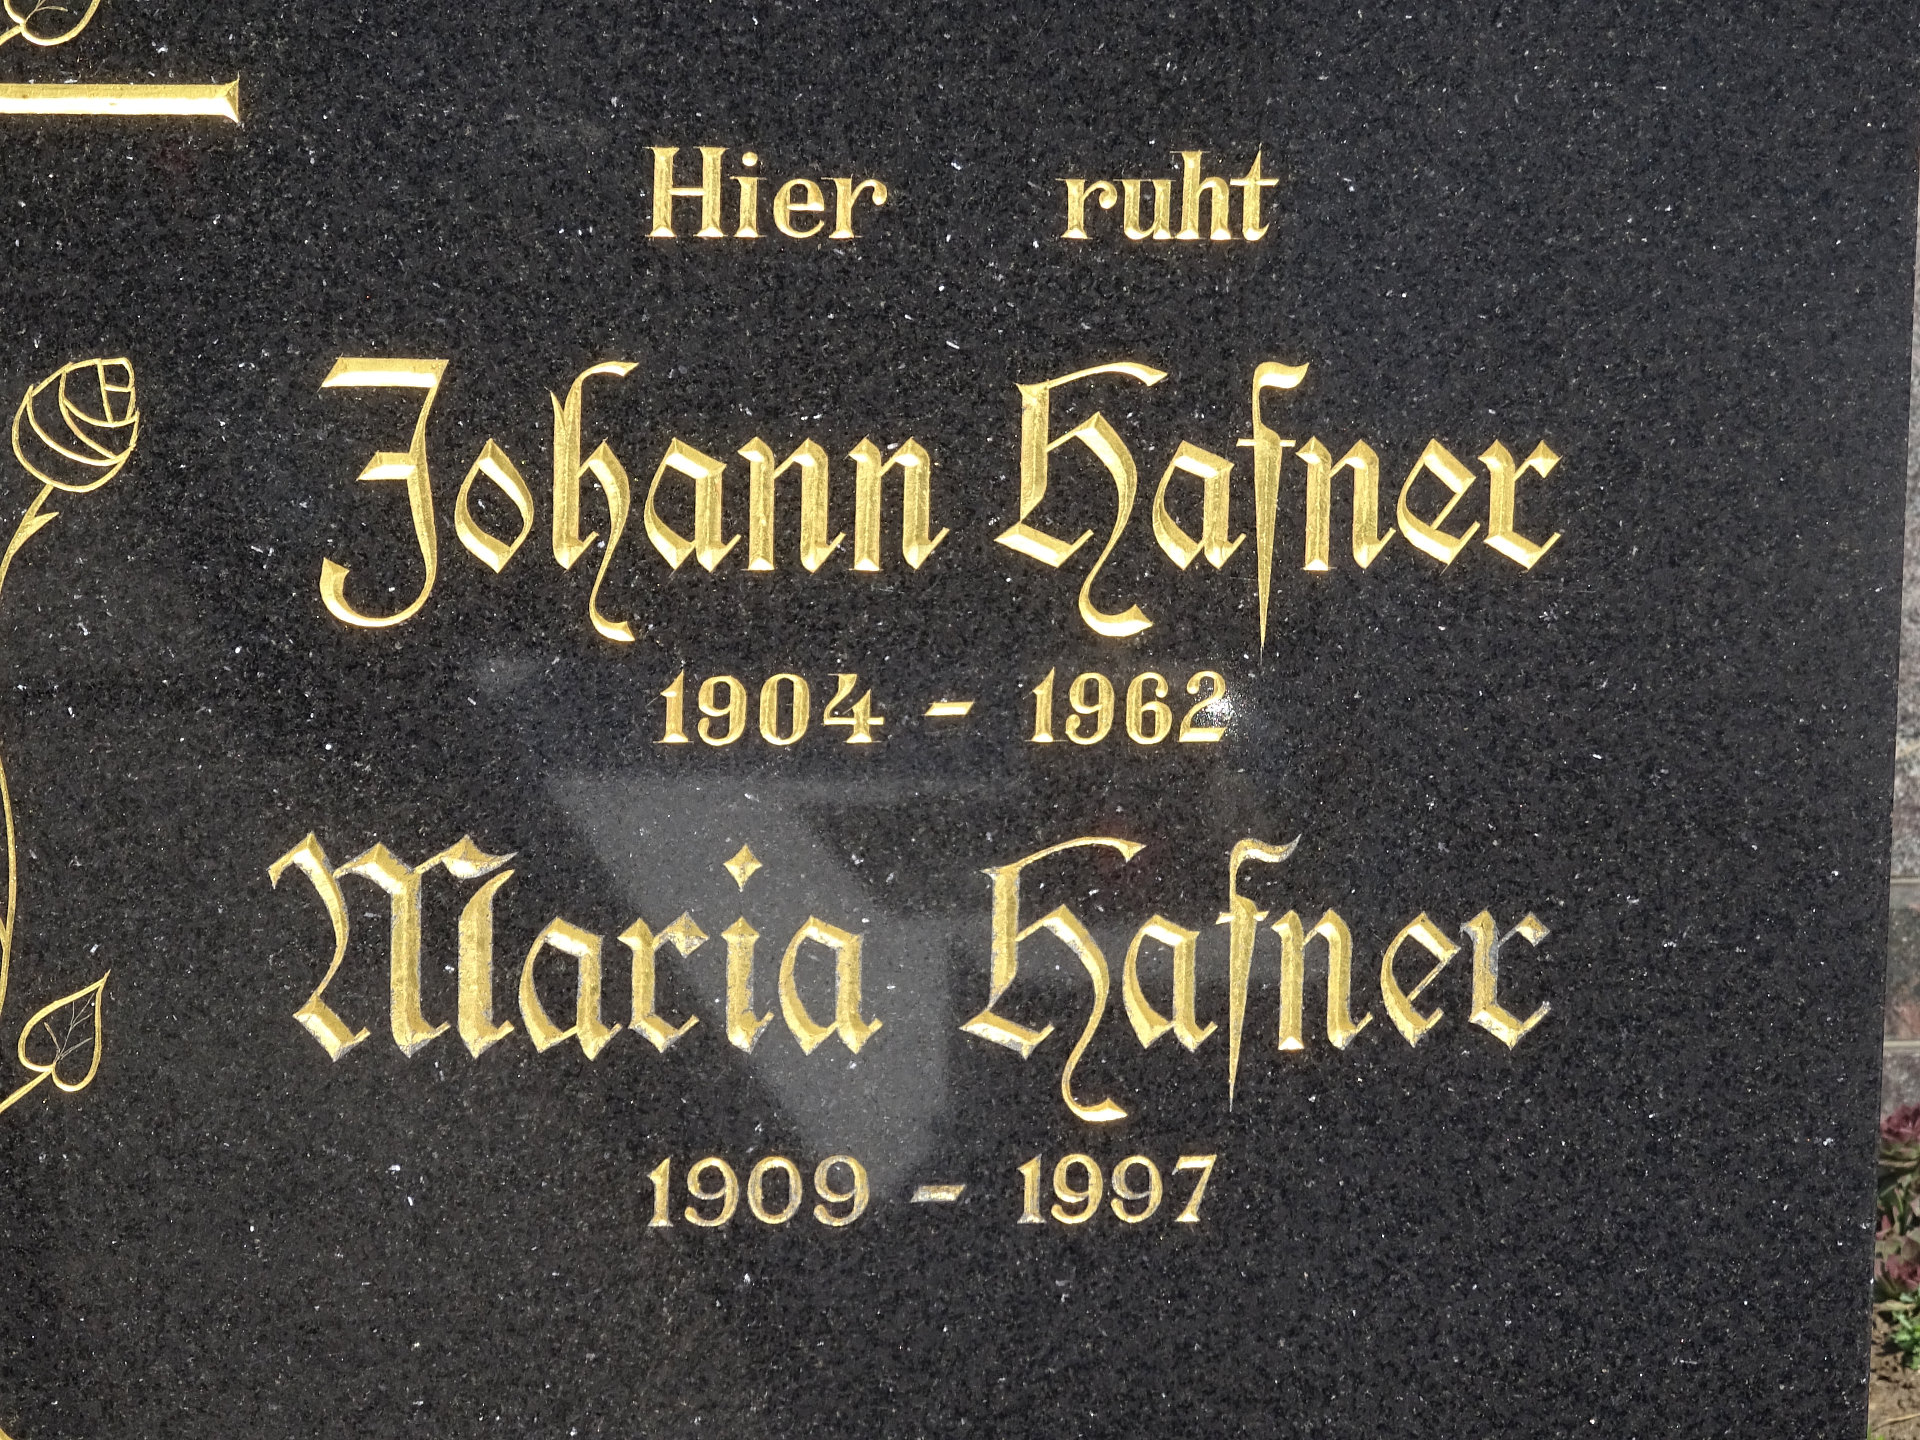 Hier ruht
Johann Hafner
1904 - 1962
Maria Hafner
1909 - 1997